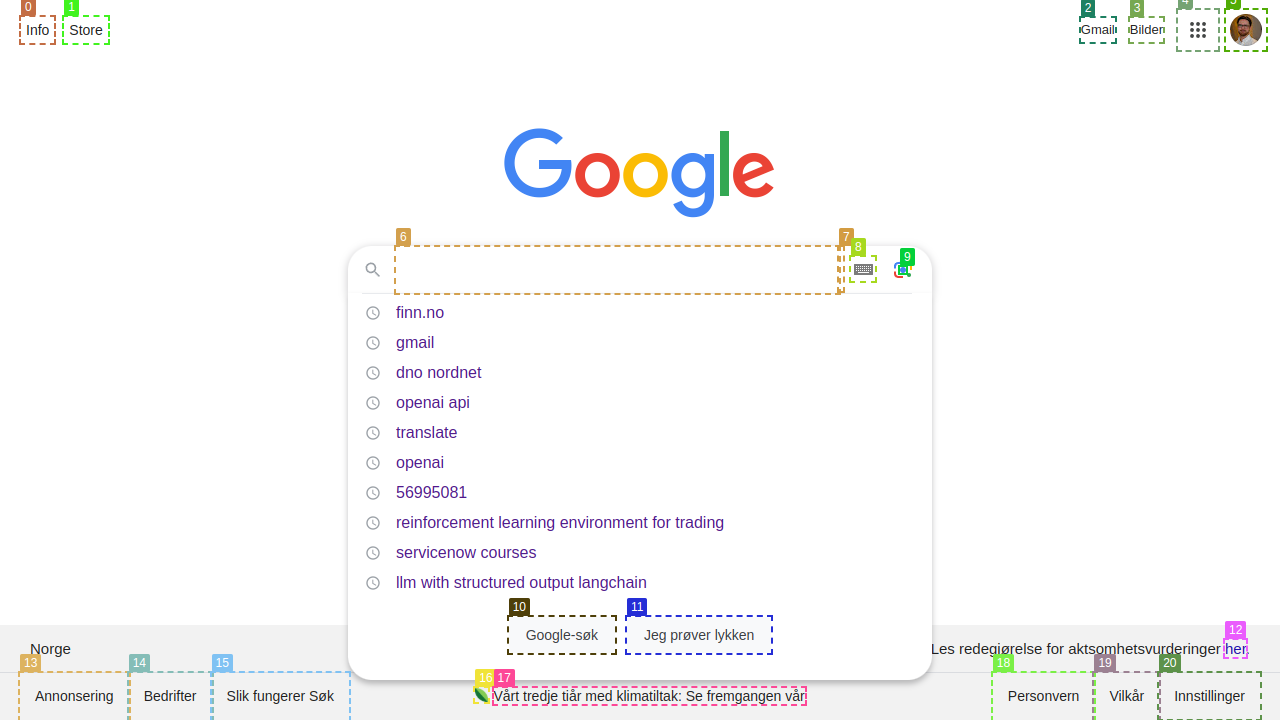 0 1 2 3 4 5
Info Store Gmail Bilder
Google
6 7 8 9
finn.no
gmail
dno nordnet
openai api
translate
openai
56995081
reinforcement learning environment for trading
servicenow courses
llm with structured output langchain
10 11
Google-søk Jeg prøver lykken
12
Norge Les redegjørelse for aktsomhetsvurderinger her.
13 14 15 16 17 18 19 20
Annonsering Bedrifter Slik fungerer Søk Vårt tredje tiår med klimatiltak: Se fremgangen vår Personvern Vilkår Innstillinger